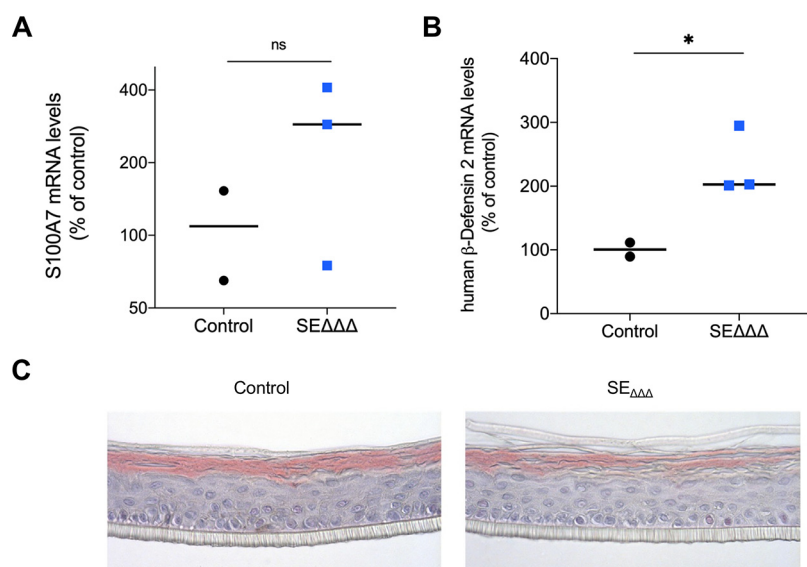 A
ns
S100A7 mRNA levels
(% of control)
400
200
100
50
Control
SEΔΔΔ
B
*
human β-Defensin 2 mRNA levels
(% of control)
400
300
200
100
0
Control
SEΔΔΔ
C
Control
SEΔΔΔ